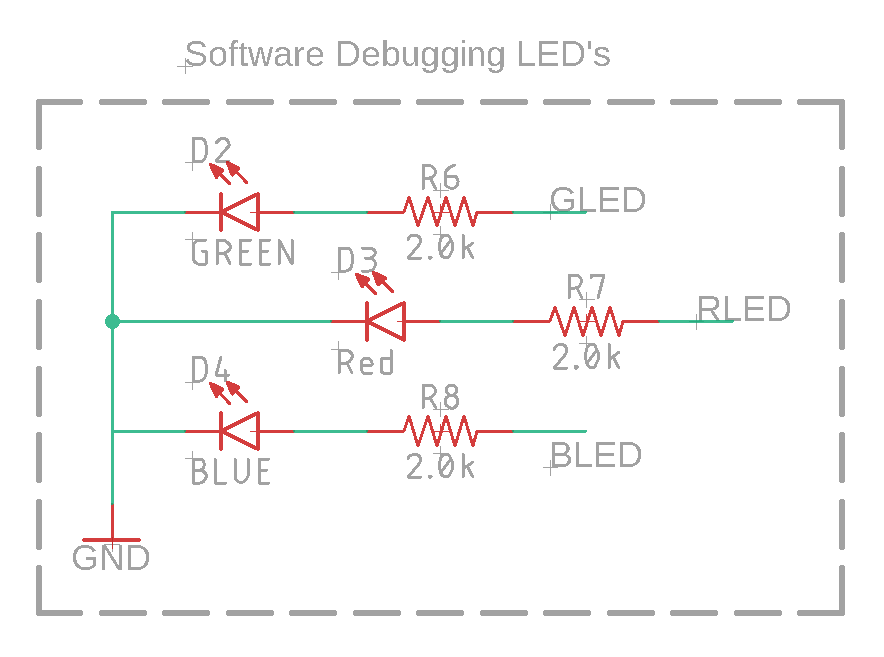 Software Debugging LED's
D2
R6
GLED
GREEN
2.0k
D3
R7
RLED
Red
2.0k
D4
R8
BLED
BLUE
2.0k
GND